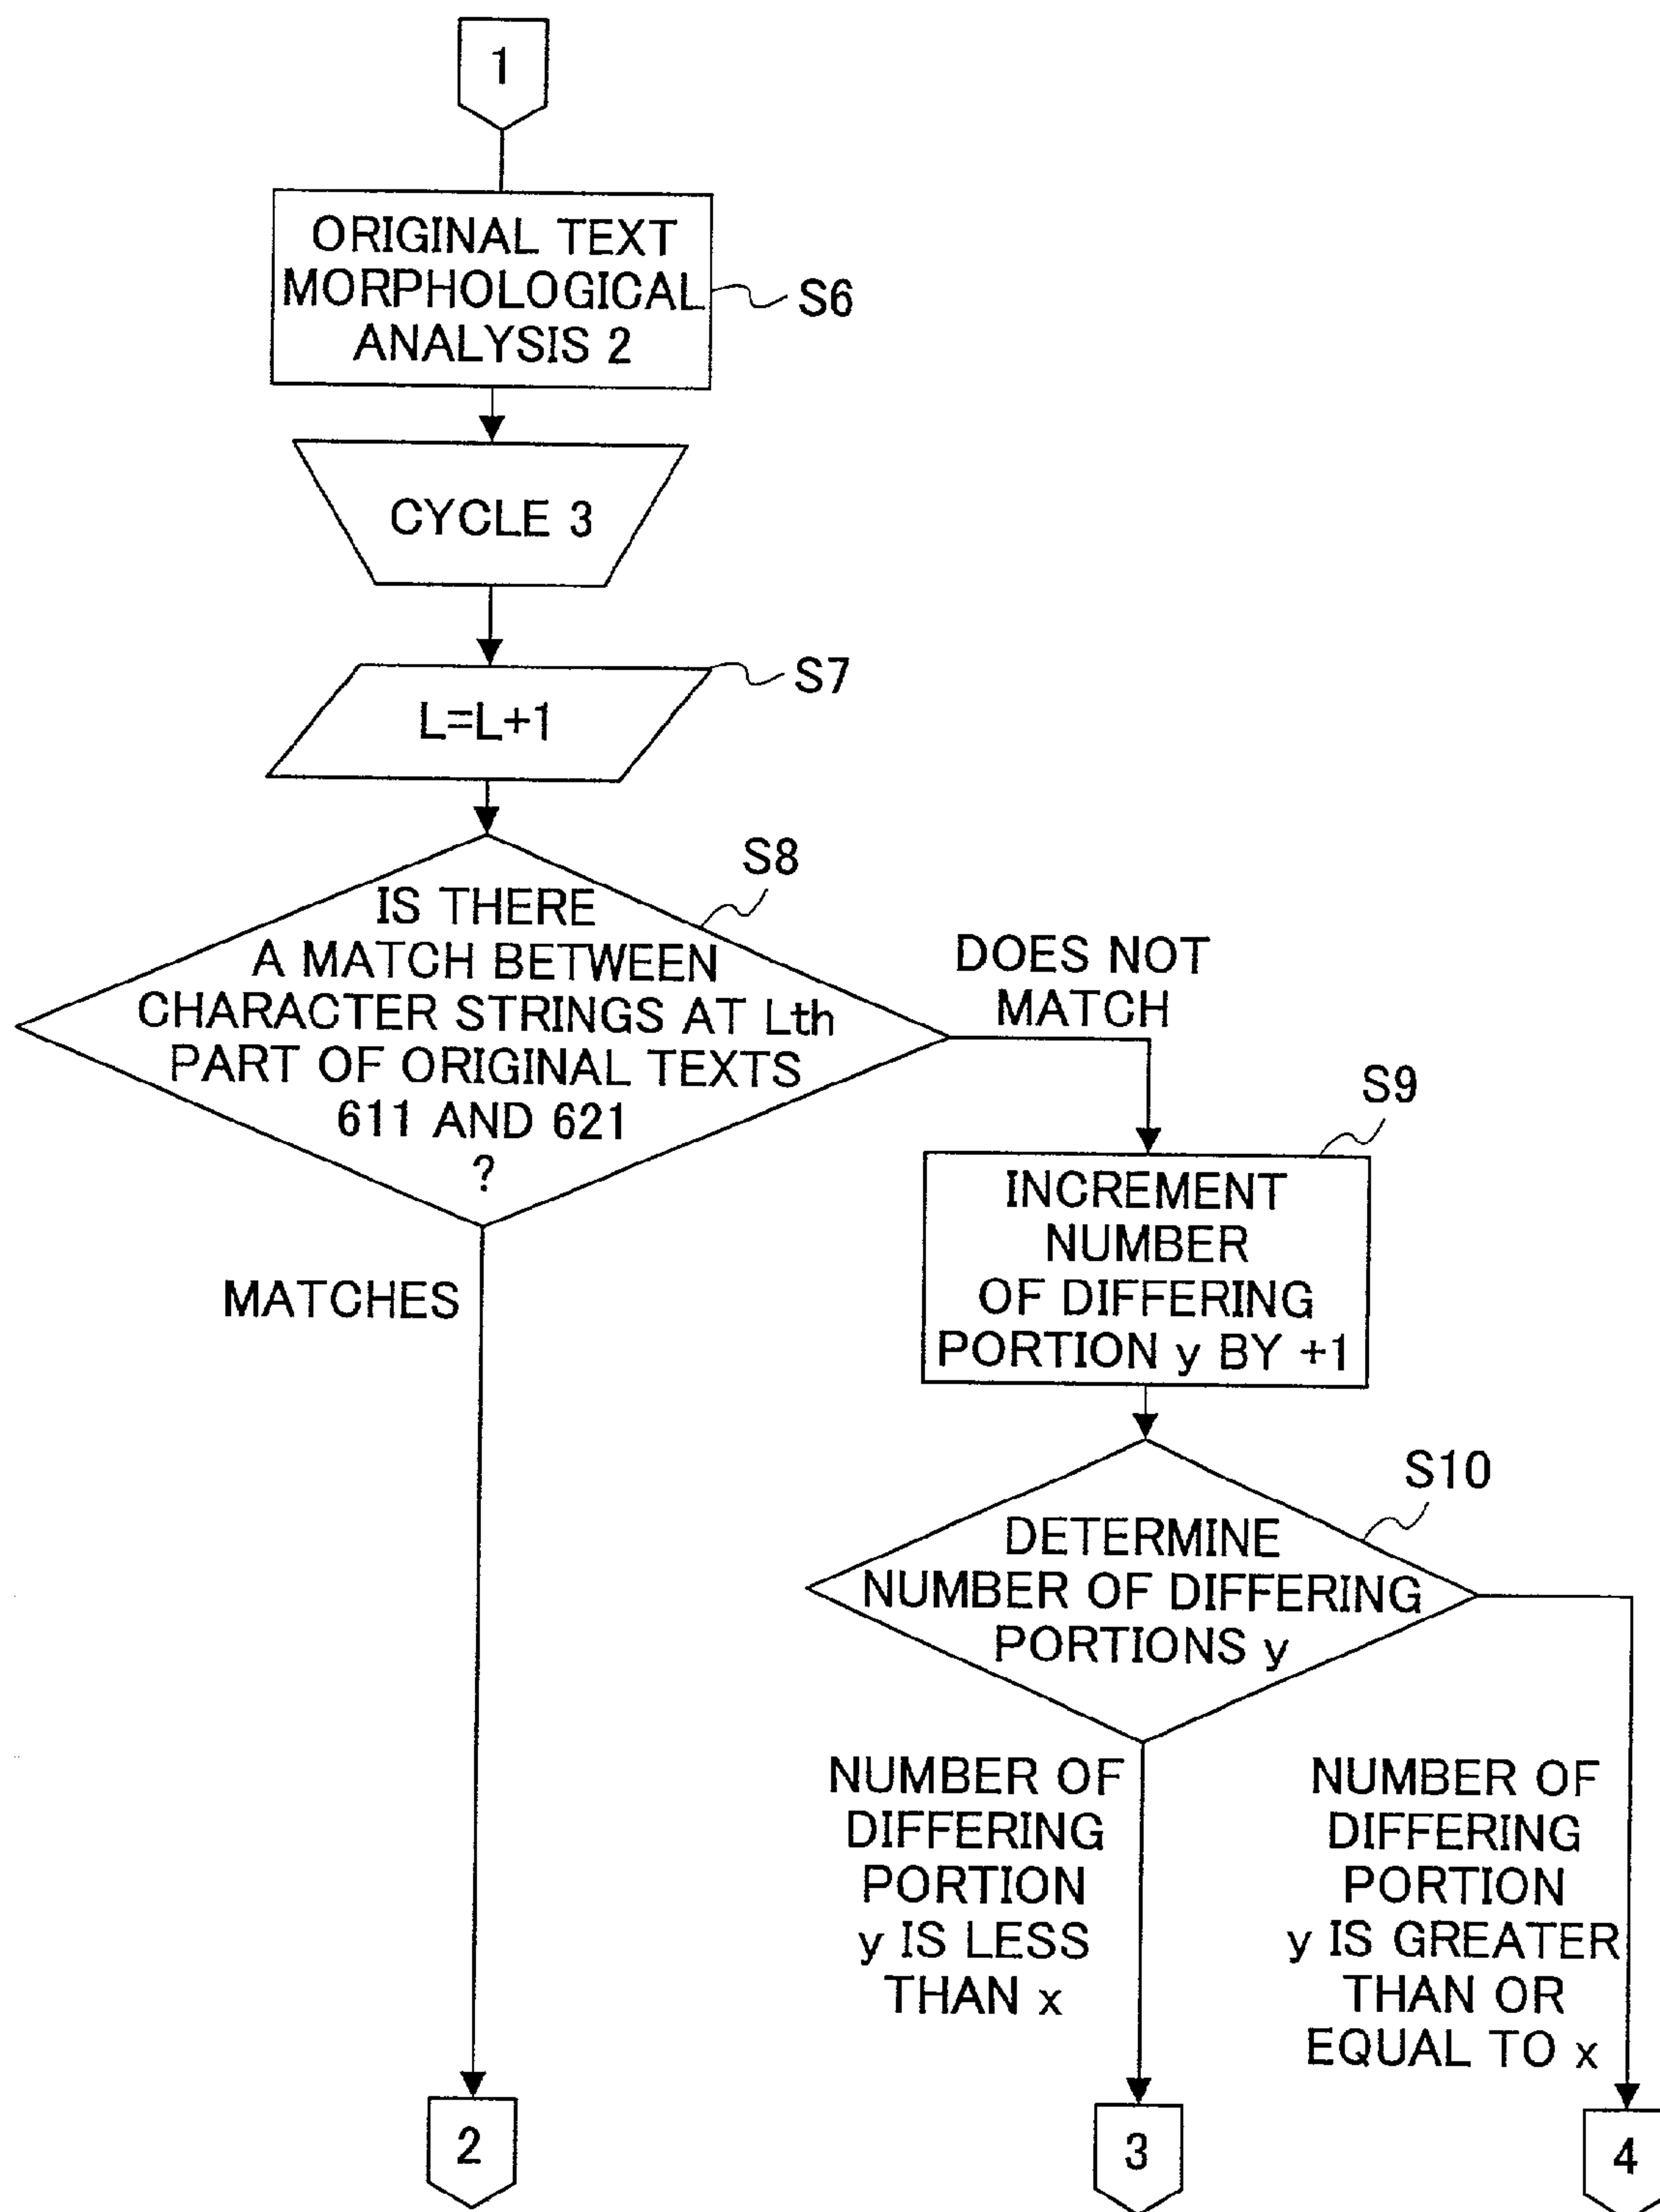 1
ORIGINAL TEXT
MORPHOLOGICAL
ANALYSIS 2
S6
CYCLE 3
S7
L=L+1
S8
IS THERE
A MATCH BETWEEN
CHARACTER STRINGS AT Lth
PART OF ORIGINAL TEXTS
611 AND 621
?
DOES NOT
MATCH
MATCHES
S9
INCREMENT
NUMBER
OF DIFFERING
PORTION y BY +1
S10
DETERMINE
NUMBER OF DIFFERING
PORTIONS y
NUMBER OF
DIFFERING
PORTION
y IS LESS
THAN x
NUMBER OF
DIFFERING
PORTION
y IS GREATER
THAN OR
EQUAL TO x
2
3
4